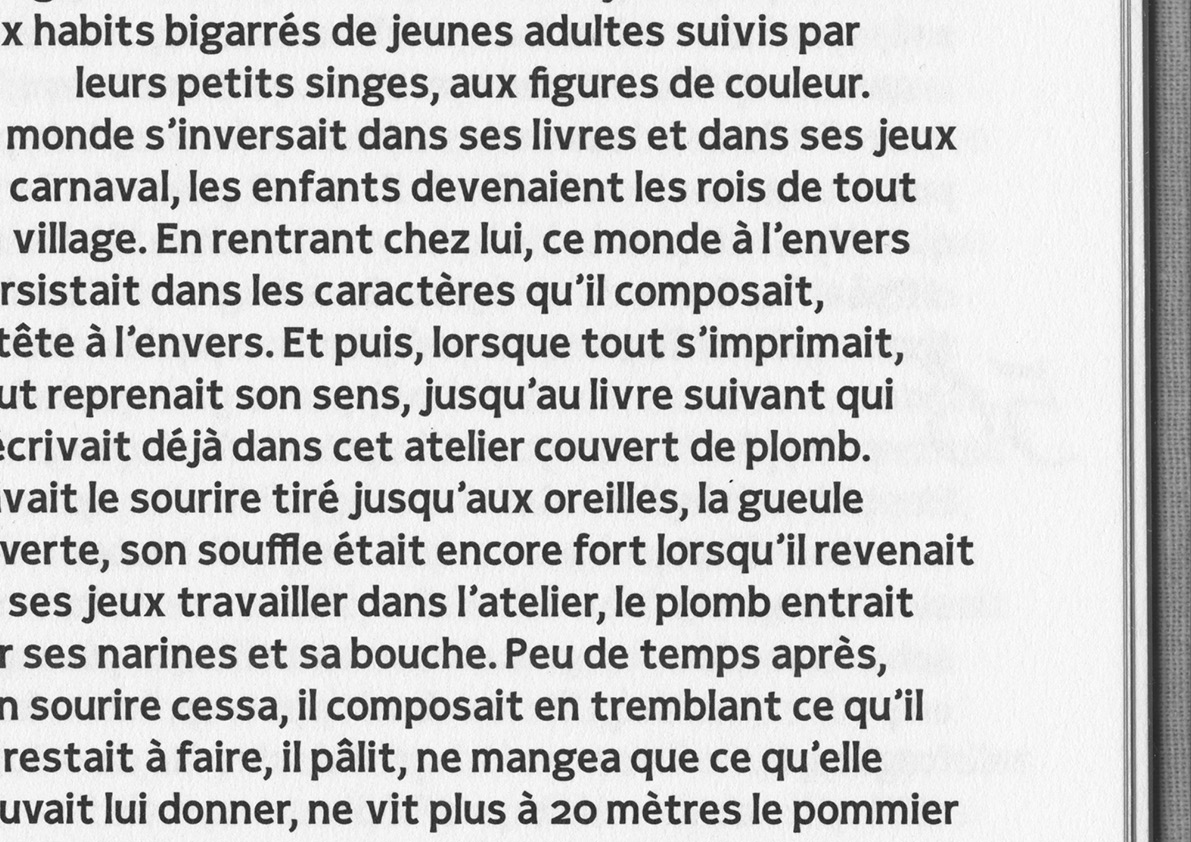 x habits bigarrés de jeunes adultes suivis par
leurs petits singes, aux figures de couleur.
monde s’inversait dans ses livres et dans ses jeux
carnaval, les enfants devenaient les rois de tout
village. En rentrant chez lui, ce monde à l’envers
rsistait dans les caractères qu’il composait,
tête à l’envers. Et puis, lorsque tout s’imprimait,
ut reprenait son sens, jusqu’au livre suivant qui
écrivait déjà dans cet atelier couvert de plomb.
avait le sourire tiré jusqu’aux oreilles, la gueule
verte, son souffle était encore fort lorsqu’il revenait
ses jeux travailler dans l’atelier, le plomb entrait
r ses narines et sa bouche. Peu de temps après,
n sourire cessa, il composait en tremblant ce qu’il
restait à faire, il pâlit, ne mangea que ce qu’elle
uvait lui donner, ne vit plus à 20 mètres le pommier